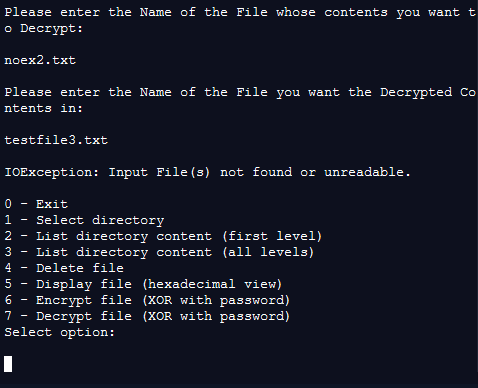 Please enter the Name of the File whose contents you want t
o Decrypt:
noex2.txt
Please enter the Name of the File you want the Decrypted Co
ntents in:
testfile3.txt
IOException: Input File(s) not found or unreadable.
0 - Exit
1 - Select directory
2 - List directory content (first level)
3 - List directory content (all levels)
4 - Delete file
5 - Display file (hexadecimal view)
6 - Encrypt file (XOR with password)
7 - Decrypt file (XOR with password)
Select option: